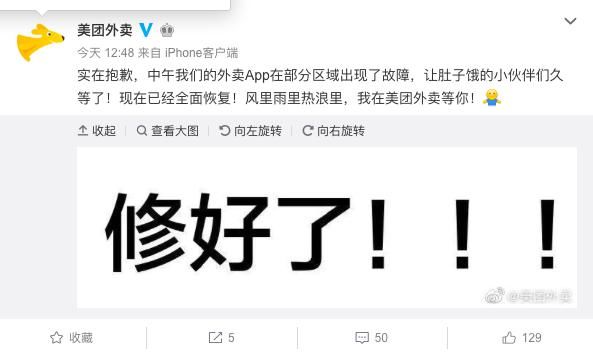 美团外卖
今天 12:48 来自 iPhone客户端
实在抱歉，中午我们的外卖App在部分区域出现了故障，让肚子饿的小伙伴们久
等了！现在已经全面恢复！风里雨里热浪里，我在美团外卖等你！
收起 查看大图 向左旋转 向右旋转
修好了！！！
@美团外卖
收藏 5 50 129